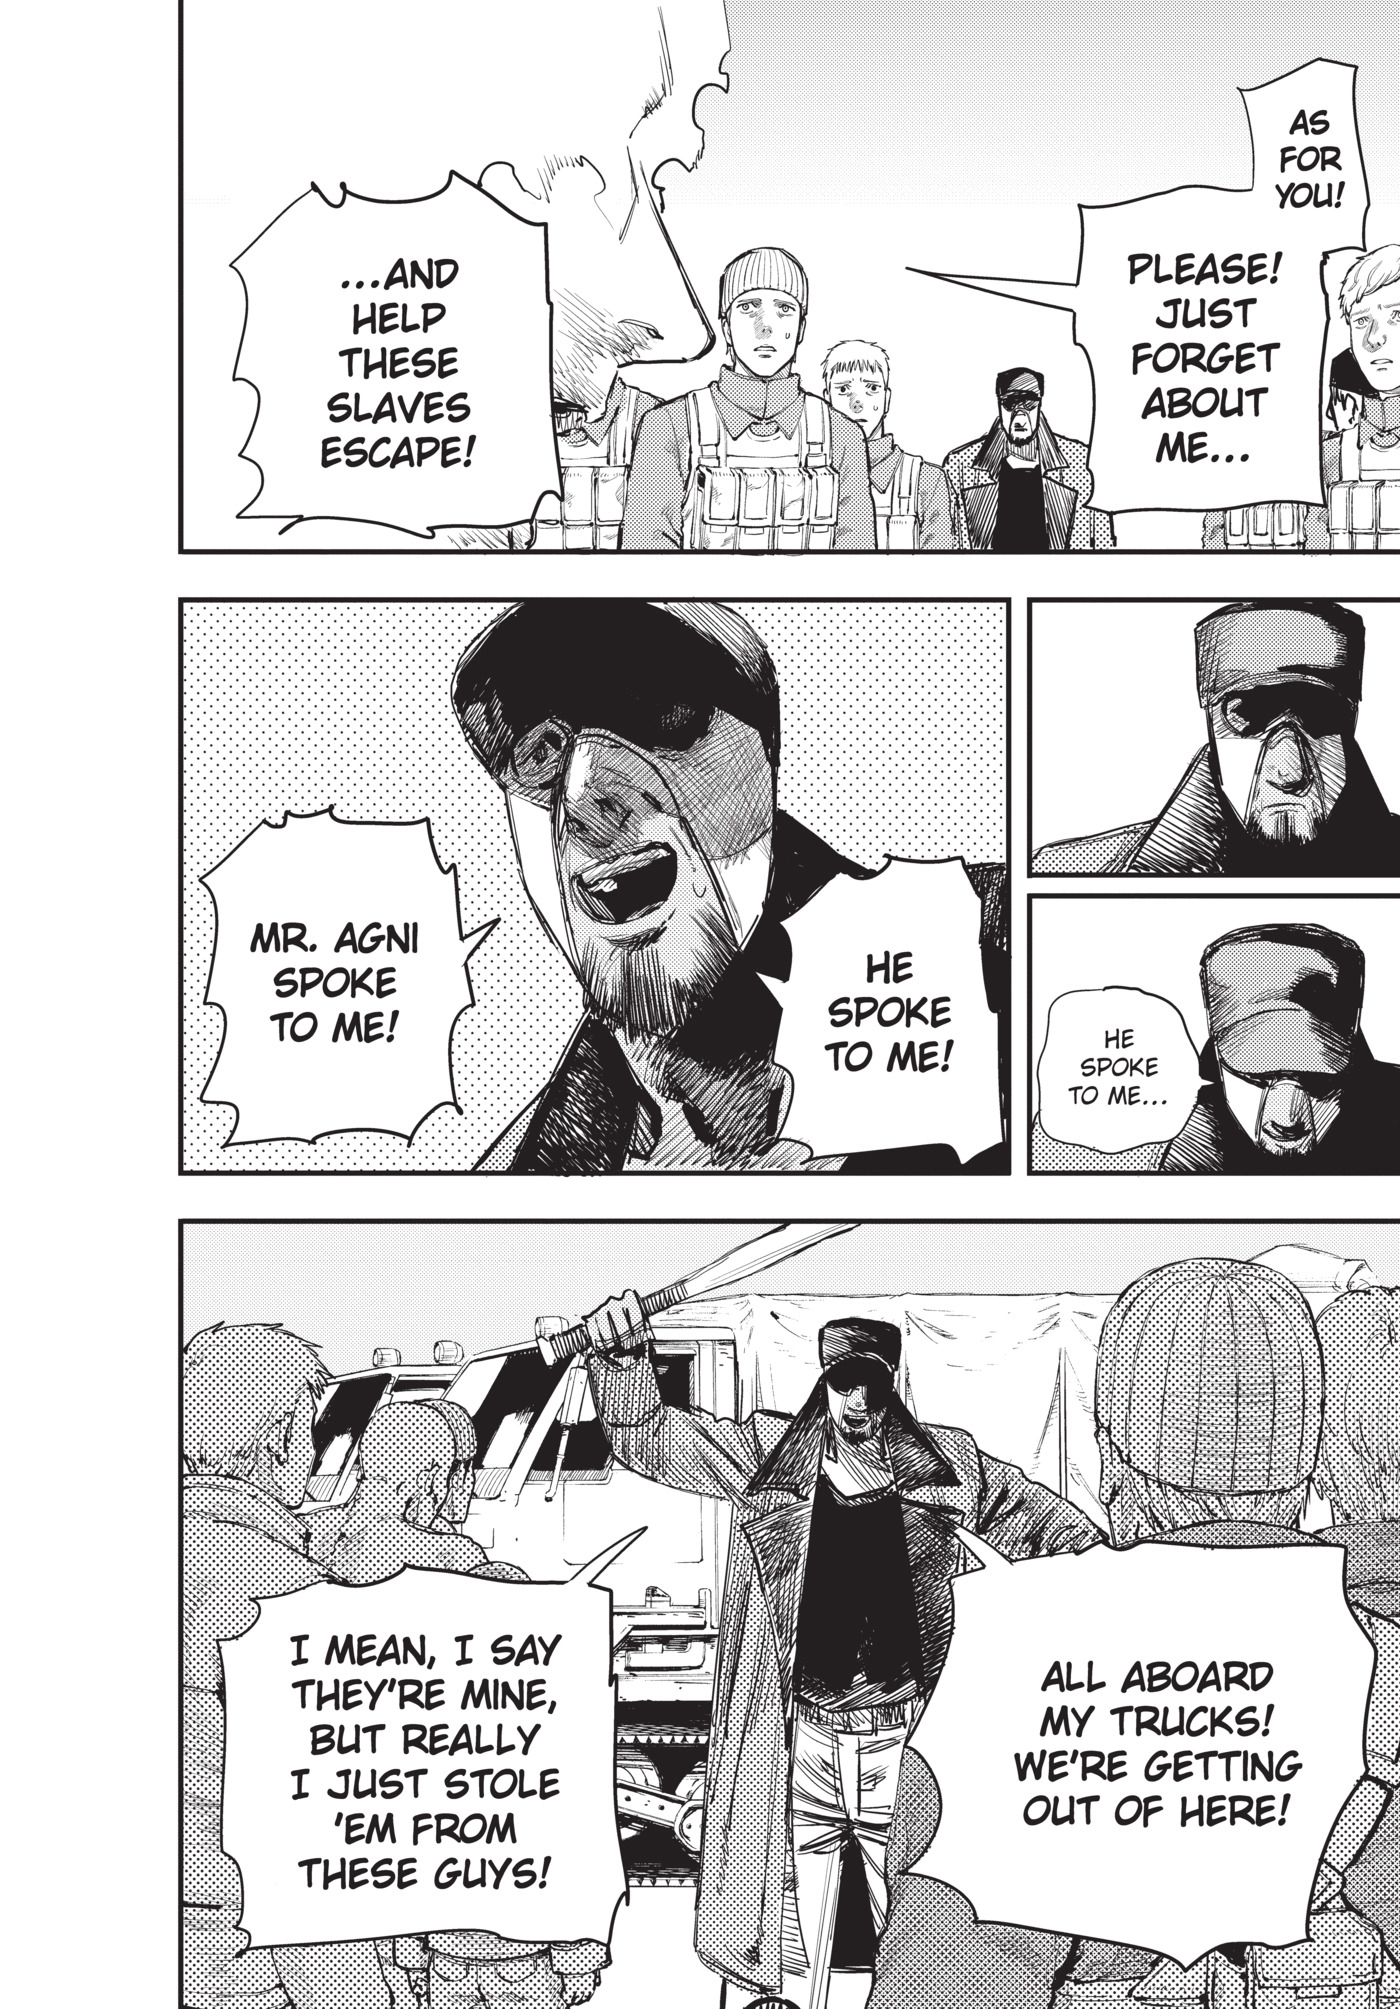 AS
FOR
YOU!
PLEASE!
JUST
FORGET
ABOUT
ME...
...AND
HELP
THESE
SLAVES
ESCAPE!
HE
SPOKE
TO ME...
HE
SPOKE
TO ME!
MR. AGNI
SPOKE
TO ME!
ALL ABOARD
MY TRUCKS!
WE'RE GETTING
OUT OF HERE!
I MEAN, I SAY
THEY'RE MINE,
BUT REALLY
I JUST STOLE
'EM FROM
THESE GUYS!